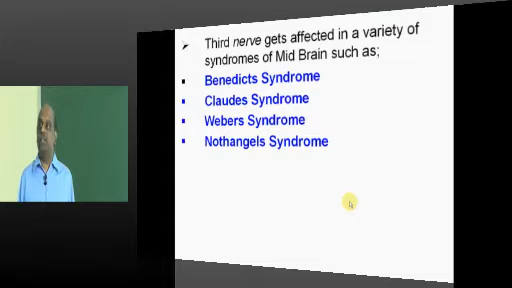 Third nerve gets affected in a variety of
syndromes of Mid Brain such as;
Benedicts Syndrome
Claudes Syndrome
Webers Syndrome
Nothangels Syndrome